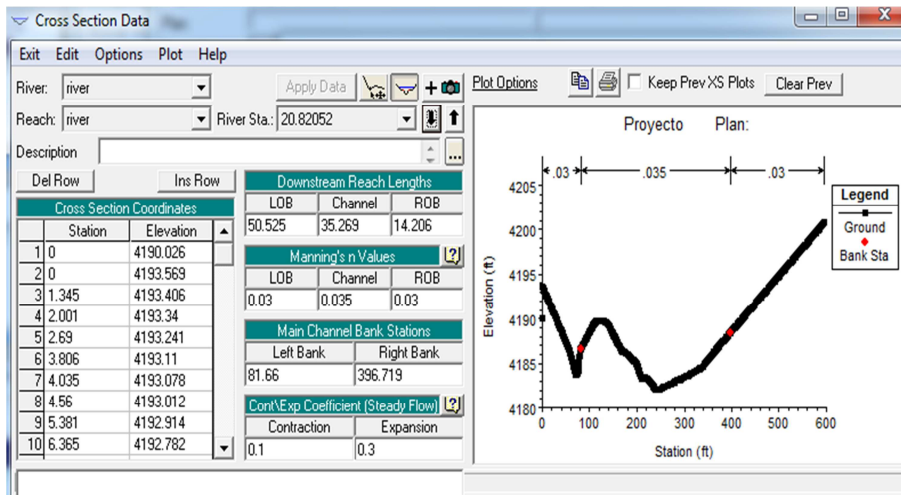 Cross Section Data
Exit Edit Options Plot Help
River: river
Apply Data
Plot Options
Keep Prev XS Plots
Clear Prev
Reach: river
River Sta.: 20.82052
Description
...
Del Row
Ins Row
Cross Section Coordinates
Station Elevation
1 0 4190.026
2 0 4193.569
3 1.345 4193.406
4 2.001 4193.34
5 2.69 4193.241
6 3.806 4193.11
7 4.035 4193.078
8 4.56 4193.012
9 5.381 4192.914
10 6.365 4192.782
Downstream Reach Lengths
LOB Channel ROB
50.525 35.269 14.206
Manning's n Values
LOB Channel ROB
0.03 0.035 0.03
Main Channel Bank Stations
Left Bank Right Bank
81.66 396.719
Cont\Exp Coefficient (Steady Flow)
Contraction Expansion
0.1 0.3
Proyecto Plan:
.03 .035 .03
4205
4200
4195
4190
4185
4180
Elevation (ft)
0 100 200 300 400 500 600
Station (ft)
Legend
Ground
Bank Sta